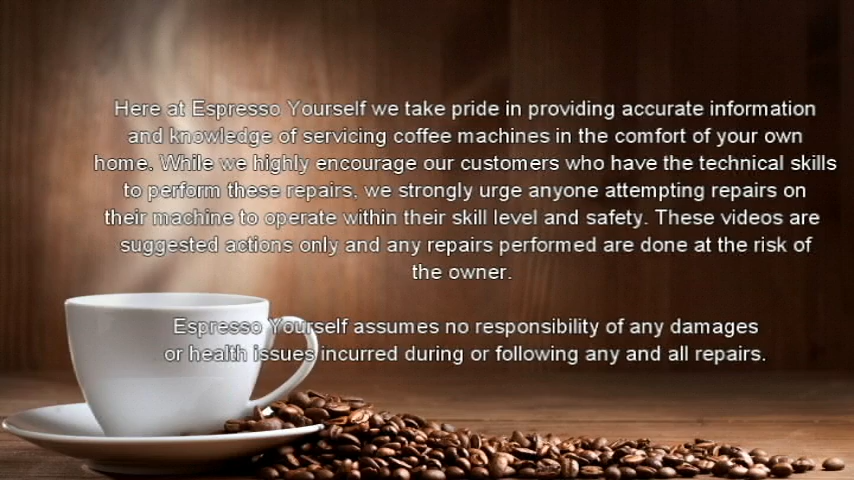 Here at Espresso Yourself we take pride in providing accurate information
and knowledge of servicing coffee machines in the comfort of your own
home. While we highly encourage our customers who have the technical skills
to perform these repairs, we strongly urge anyone attempting repairs on
their machine to operate within their skill level and safety. These videos are
suggested actions only and any repairs performed are done at the risk of
the owner.
Espresso Yourself assumes no responsibility of any damages
or health issues incurred during or following any and all repairs.